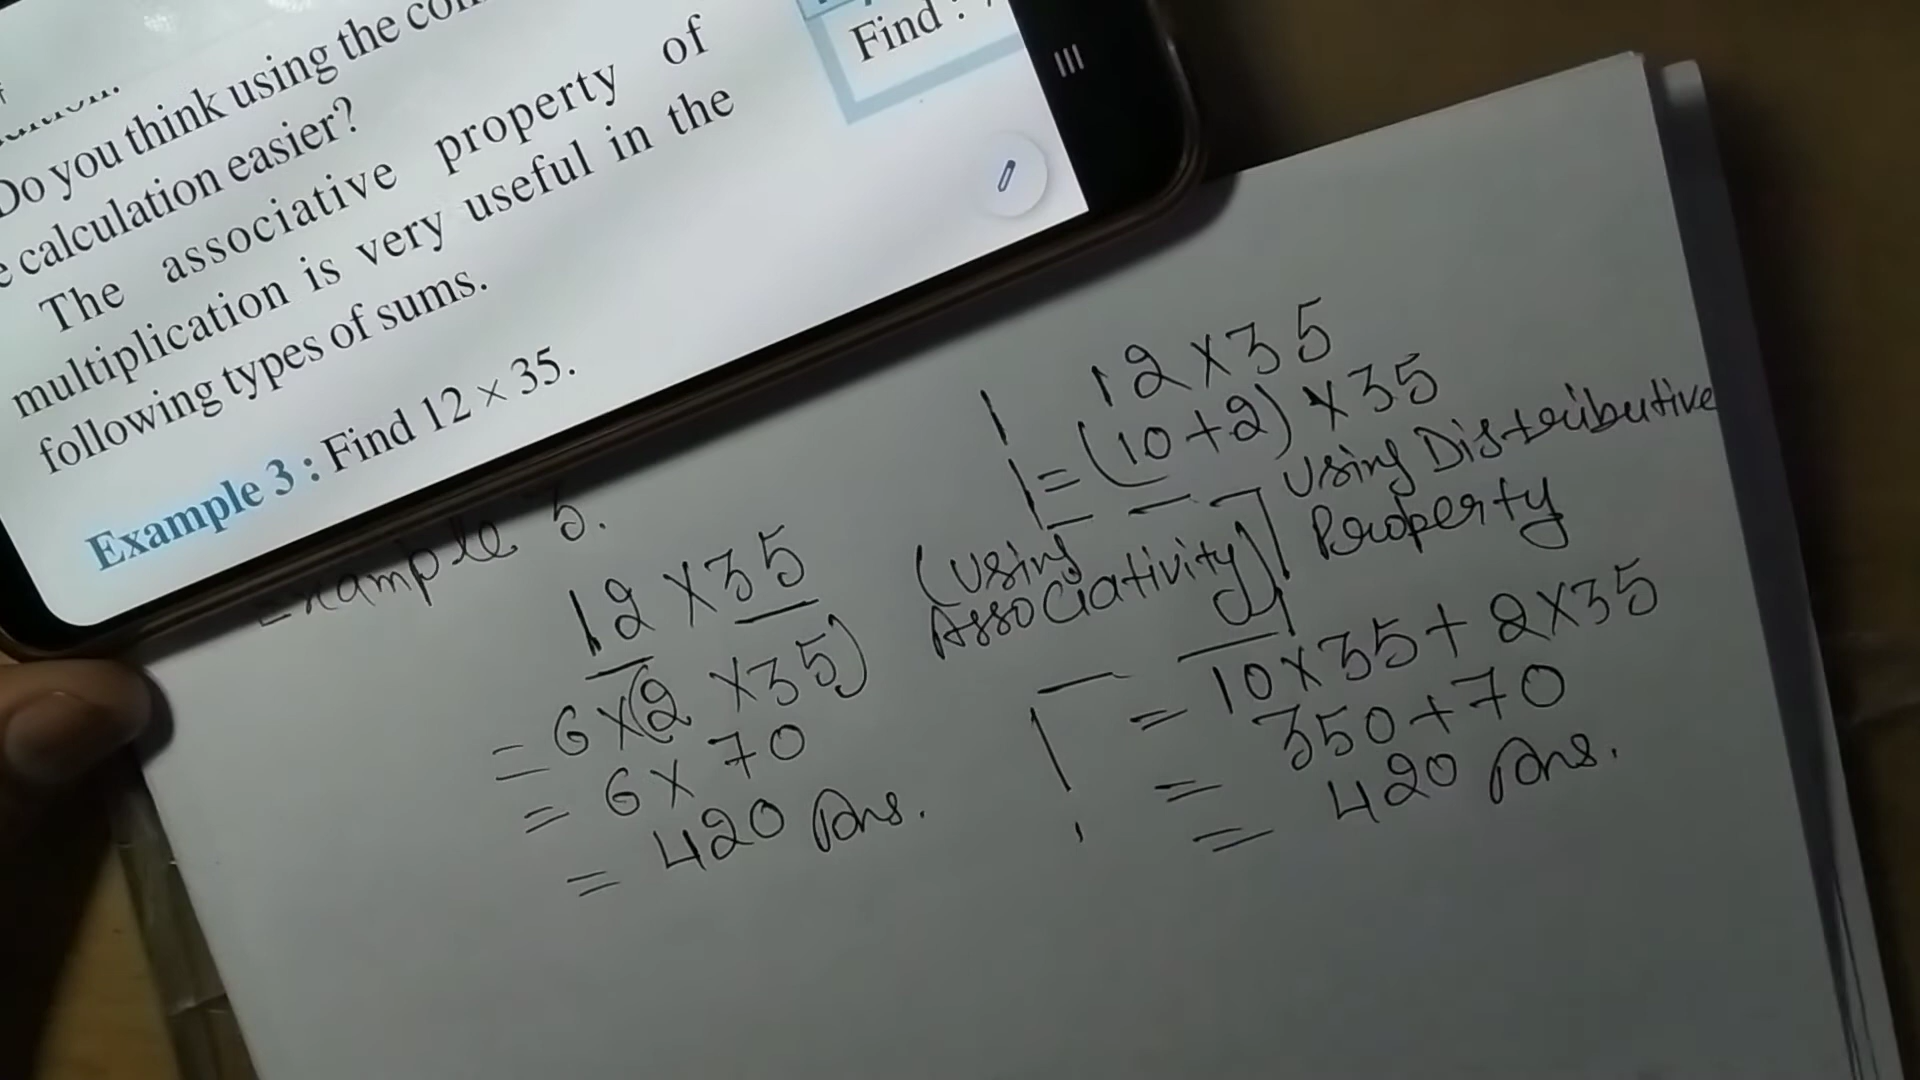 Do you think using the
calculation easier?
The associative property of
multiplication is very useful in the
following types of sums.
Example 3 : Find 12 × 35.
Find :
Example 3.
12 × 35
= 6 × (2 × 35)
= 6 × 70
= 420 Ans.
(Using
Associativity)
12 × 35
= (10 + 2) × 35
Using Distributive
Property
= 10 × 35 + 2 × 35
= 350 + 70
= 420 Ans.